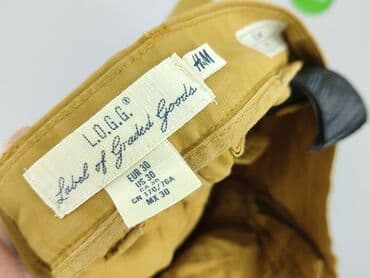 H&M
L.O.G.G.®
Label of Graded Goods
EUR 30
US 30
CN 170/76A
MX 30